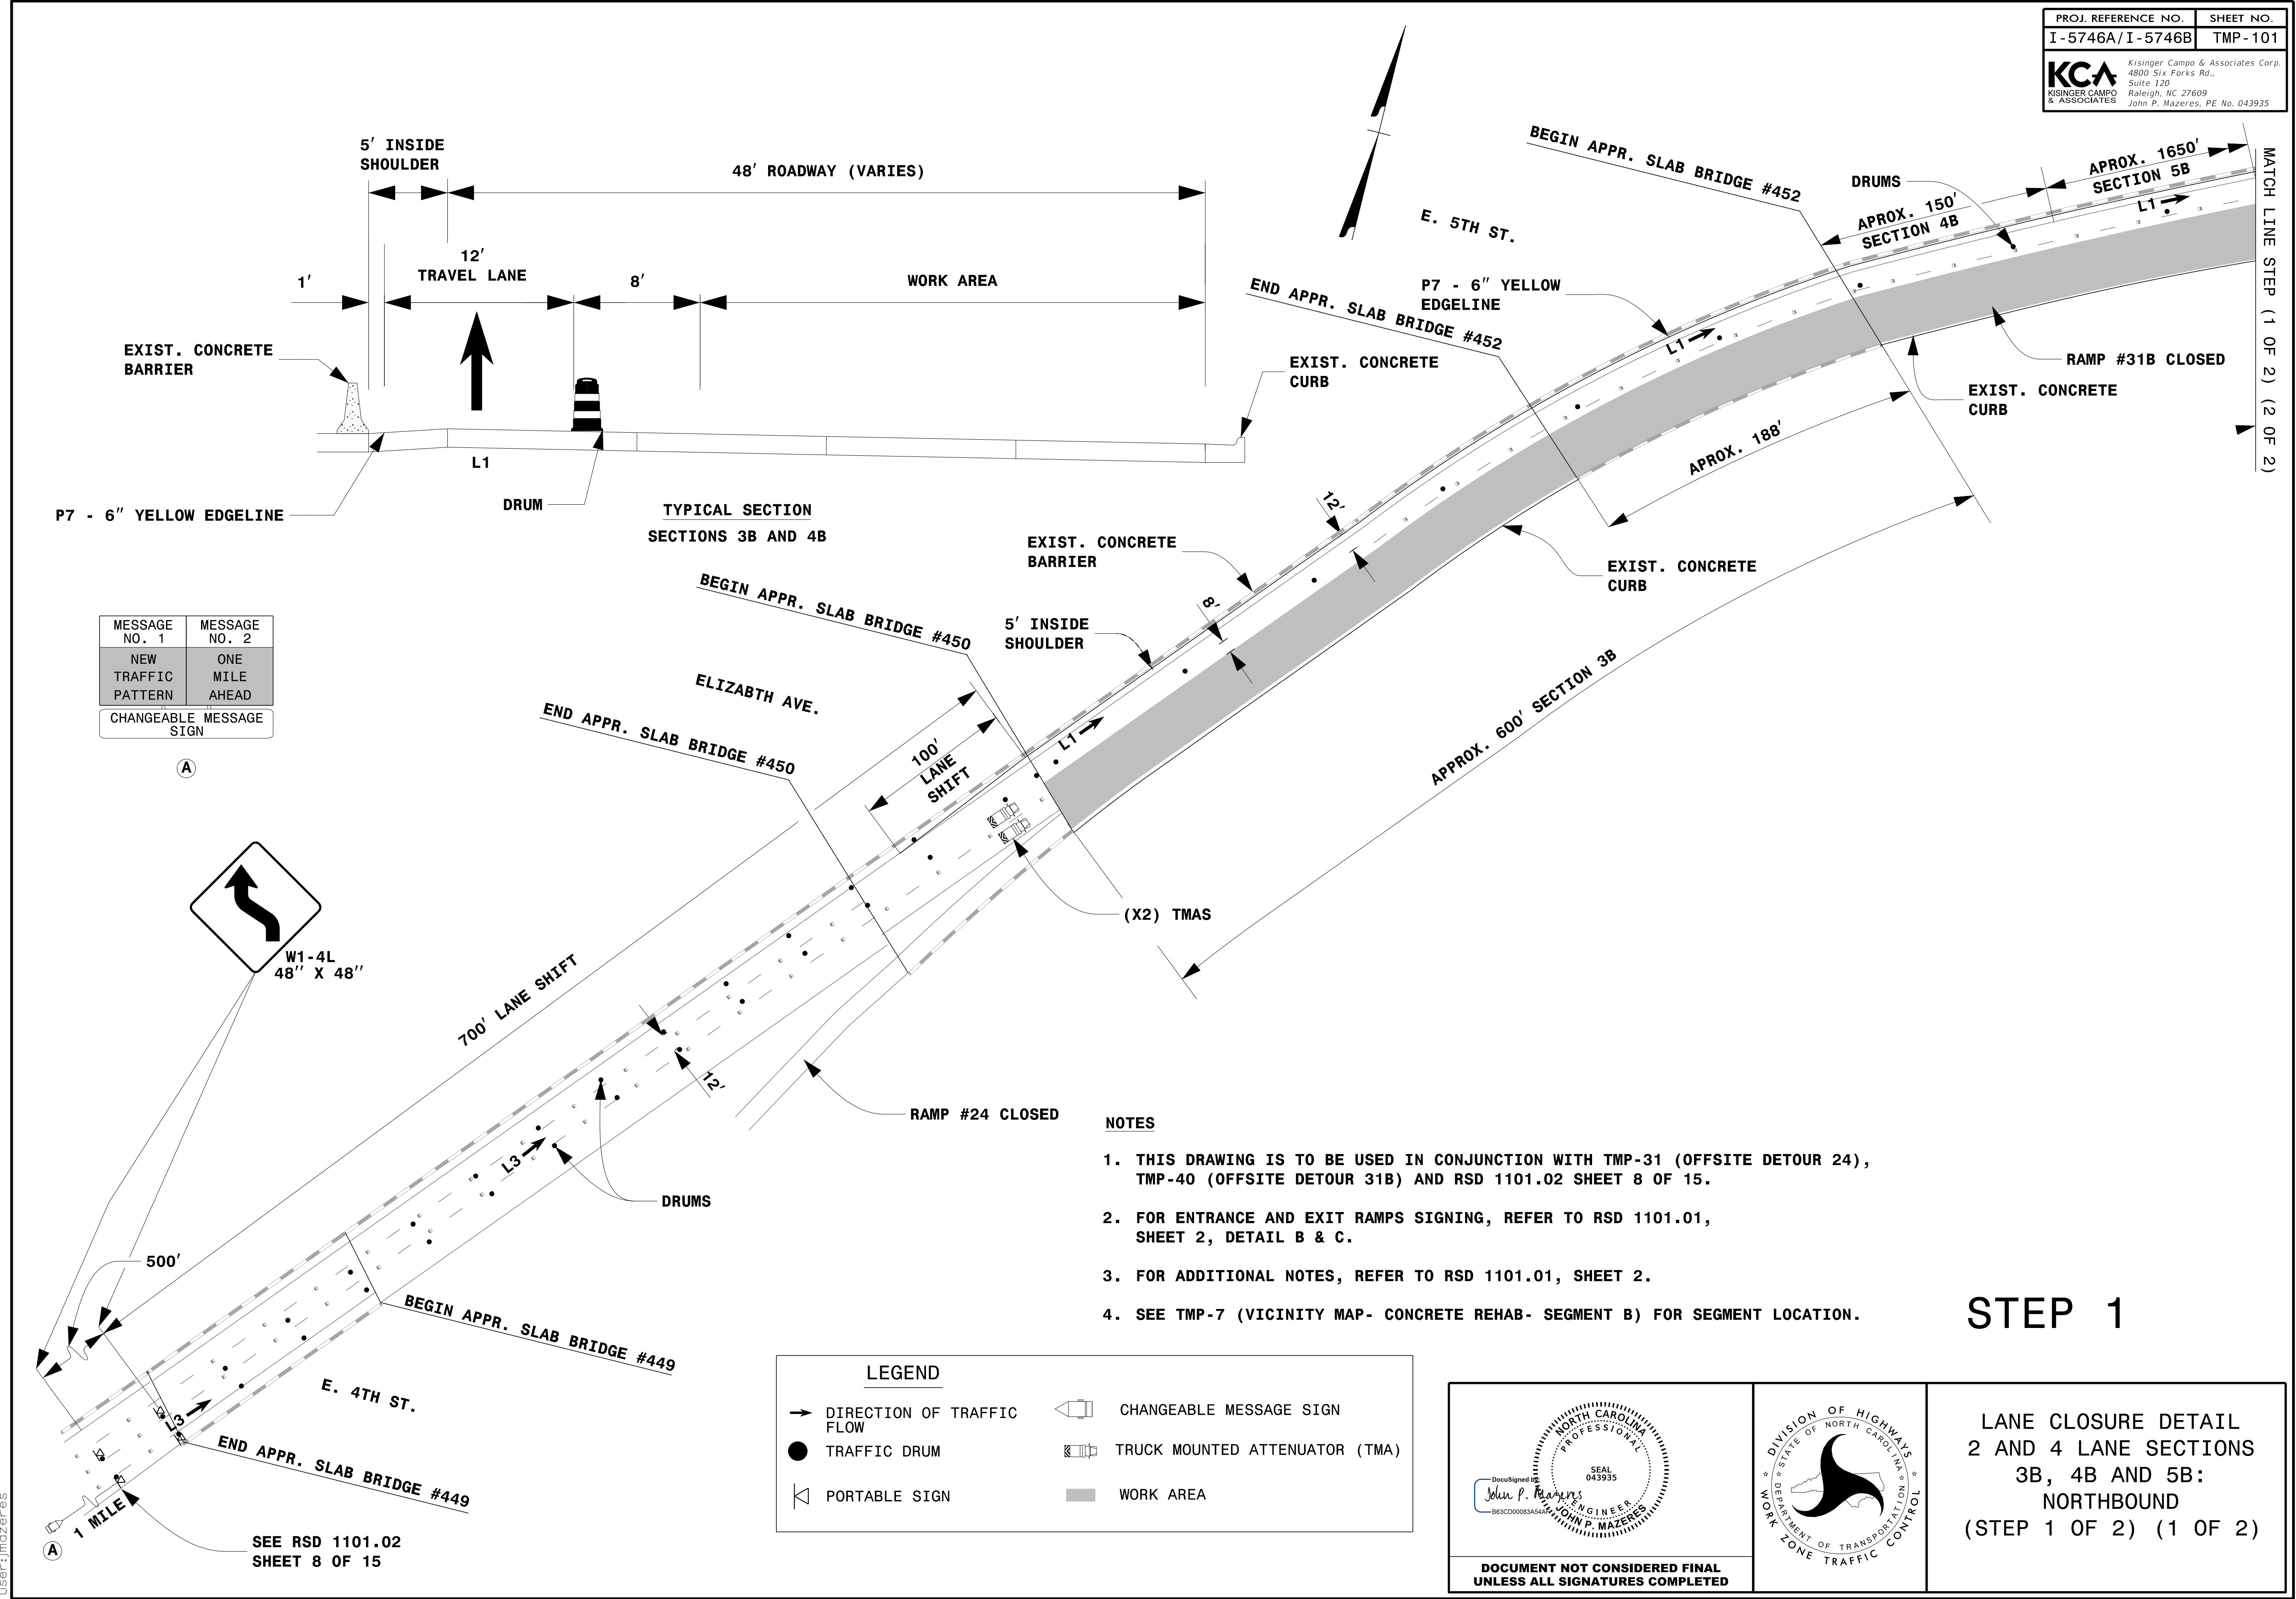 PROJ. REFERENCE NO. SHEET NO.
I-5746A/I-5746B TMP-101
KCA
KISINGER CAMPO
& ASSOCIATES
Kisinger Campo & Associates Corp.
4800 Six Forks Rd.,
Suite 120
Raleigh, NC 27609
John P. Mazeres, PE No. 043935
5' INSIDE
SHOULDER
48' ROADWAY (VARIES)
1'
12'
TRAVEL LANE
8'
WORK AREA
EXIST. CONCRETE
BARRIER
EXIST. CONCRETE
CURB
L1
P7 - 6" YELLOW EDGELINE
DRUM
TYPICAL SECTION
SECTIONS 3B AND 4B
BEGIN APPR. SLAB BRIDGE #452
E. 5TH ST.
END APPR. SLAB BRIDGE #452
P7 - 6" YELLOW
EDGELINE
L1
DRUMS
APROX. 150'
SECTION 4B
APROX. 1650'
SECTION 5B
L1
MATCH LINE STEP (1 OF 2) (2 OF 2)
RAMP #31B CLOSED
EXIST. CONCRETE
CURB
APROX. 188'
12'
EXIST. CONCRETE
BARRIER
EXIST. CONCRETE
CURB
8'
5' INSIDE
SHOULDER
BEGIN APPR. SLAB BRIDGE #450
ELIZABTH AVE.
END APPR. SLAB BRIDGE #450
100'
LANE
SHIFT
L1
APPROX. 600' SECTION 3B
(X2) TMAS
MESSAGE
NO. 1
MESSAGE
NO. 2
NEW
TRAFFIC
PATTERN
ONE
MILE
AHEAD
CHANGEABLE MESSAGE
SIGN
A
W1-4L
48'' X 48''
700' LANE SHIFT
12'
RAMP #24 CLOSED
L3
DRUMS
500'
BEGIN APPR. SLAB BRIDGE #449
E. 4TH ST.
L3
END APPR. SLAB BRIDGE #449
1 MILE
A
SEE RSD 1101.02
SHEET 8 OF 15
NOTES
1. THIS DRAWING IS TO BE USED IN CONJUNCTION WITH TMP-31 (OFFSITE DETOUR 24),
TMP-40 (OFFSITE DETOUR 31B) AND RSD 1101.02 SHEET 8 OF 15.
2. FOR ENTRANCE AND EXIT RAMPS SIGNING, REFER TO RSD 1101.01,
SHEET 2, DETAIL B & C.
3. FOR ADDITIONAL NOTES, REFER TO RSD 1101.01, SHEET 2.
4. SEE TMP-7 (VICINITY MAP- CONCRETE REHAB- SEGMENT B) FOR SEGMENT LOCATION.
STEP 1
LEGEND
DIRECTION OF TRAFFIC
FLOW
TRAFFIC DRUM
PORTABLE SIGN
CHANGEABLE MESSAGE SIGN
TRUCK MOUNTED ATTENUATOR (TMA)
WORK AREA
NORTH CAROLINA
PROFESSIONAL
SEAL
043935
ENGINEER
JOHN P. MAZERES
DocuSigned by
John P. Mazeres
DOCUMENT NOT CONSIDERED FINAL
UNLESS ALL SIGNATURES COMPLETED
DIVISION OF HIGHWAYS
STATE OF NORTH CAROLINA
DEPARTMENT OF TRANSPORTATION
WORK ZONE TRAFFIC CONTROL
LANE CLOSURE DETAIL
2 AND 4 LANE SECTIONS
3B, 4B AND 5B:
NORTHBOUND
(STEP 1 OF 2) (1 OF 2)
user:jmazeres